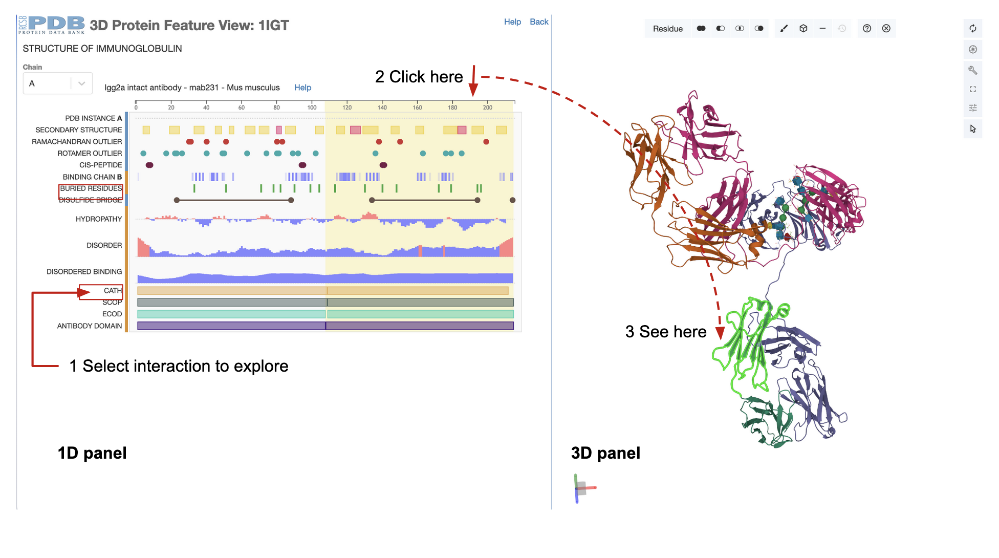 RCSB
PDB
PROTEIN DATA BANK
3D Protein Feature View: 1IGT
Help Back
STRUCTURE OF IMMUNOGLOBULIN
Chain
A
Igg2a intact antibody - mab231 - Mus musculus Help
2 Click here
0 20 40 60 80 100 120 140 160 180 200
PDB INSTANCE A
SECONDARY STRUCTURE
RAMACHANDRAN OUTLIER
ROTAMER OUTLIER
CIS-PEPTIDE
BINDING CHAIN B
BURIED RESIDUES
DISULFIDE BRIDGE
HYDROPATHY
DISORDER
DISORDERED BINDING
CATH
SCOP
ECOD
ANTIBODY DOMAIN
1 Select interaction to explore
1D panel
Residue
3 See here
3D panel